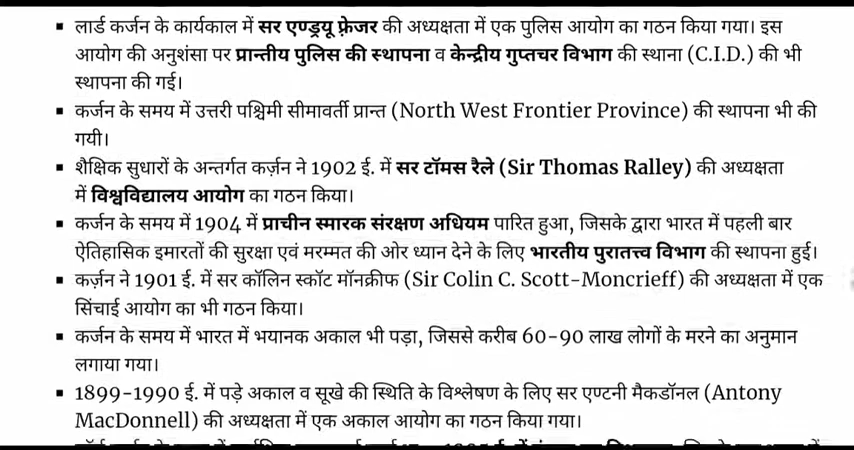 ▪ लार्ड कर्जन के कार्यकाल में सर एण्ड्रयू फ़्रेजर की अध्यक्षता में एक पुलिस आयोग का गठन किया गया। इस
आयोग की अनुशंसा पर प्रान्तीय पुलिस की स्थापना व केन्द्रीय गुप्तचर विभाग की स्थाना (C.I.D.) की भी
स्थापना की गई।
▪ कर्जन के समय में उत्तरी पश्चिमी सीमावर्ती प्रान्त (North West Frontier Province) की स्थापना भी की
गयी।
▪ शैक्षिक सुधारों के अन्तर्गत कर्ज़न ने 1902 ई. में सर टॉमस रैले (Sir Thomas Ralley) की अध्यक्षता
में विश्वविद्यालय आयोग का गठन किया।
▪ कर्जन के समय में 1904 में प्राचीन स्मारक संरक्षण अधियम पारित हुआ, जिसके द्वारा भारत में पहली बार
ऐतिहासिक इमारतों की सुरक्षा एवं मरम्मत की ओर ध्यान देने के लिए भारतीय पुरातत्त्व विभाग की स्थापना हुई।
▪ कर्ज़न ने 1901 ई. में सर कॉलिन स्कॉट मॉनक्रीफ (Sir Colin C. Scott-Moncrieff) की अध्यक्षता में एक
सिंचाई आयोग का भी गठन किया।
▪ कर्जन के समय में भारत में भयानक अकाल भी पड़ा, जिससे करीब 60-90 लाख लोगों के मरने का अनुमान
लगाया गया।
▪ 1899-1990 ई. में पड़े अकाल व सूखे की स्थिति के विश्लेषण के लिए सर एण्टनी मैकडॉनल (Antony
MacDonnell) की अध्यक्षता में एक अकाल आयोग का गठन किया गया।